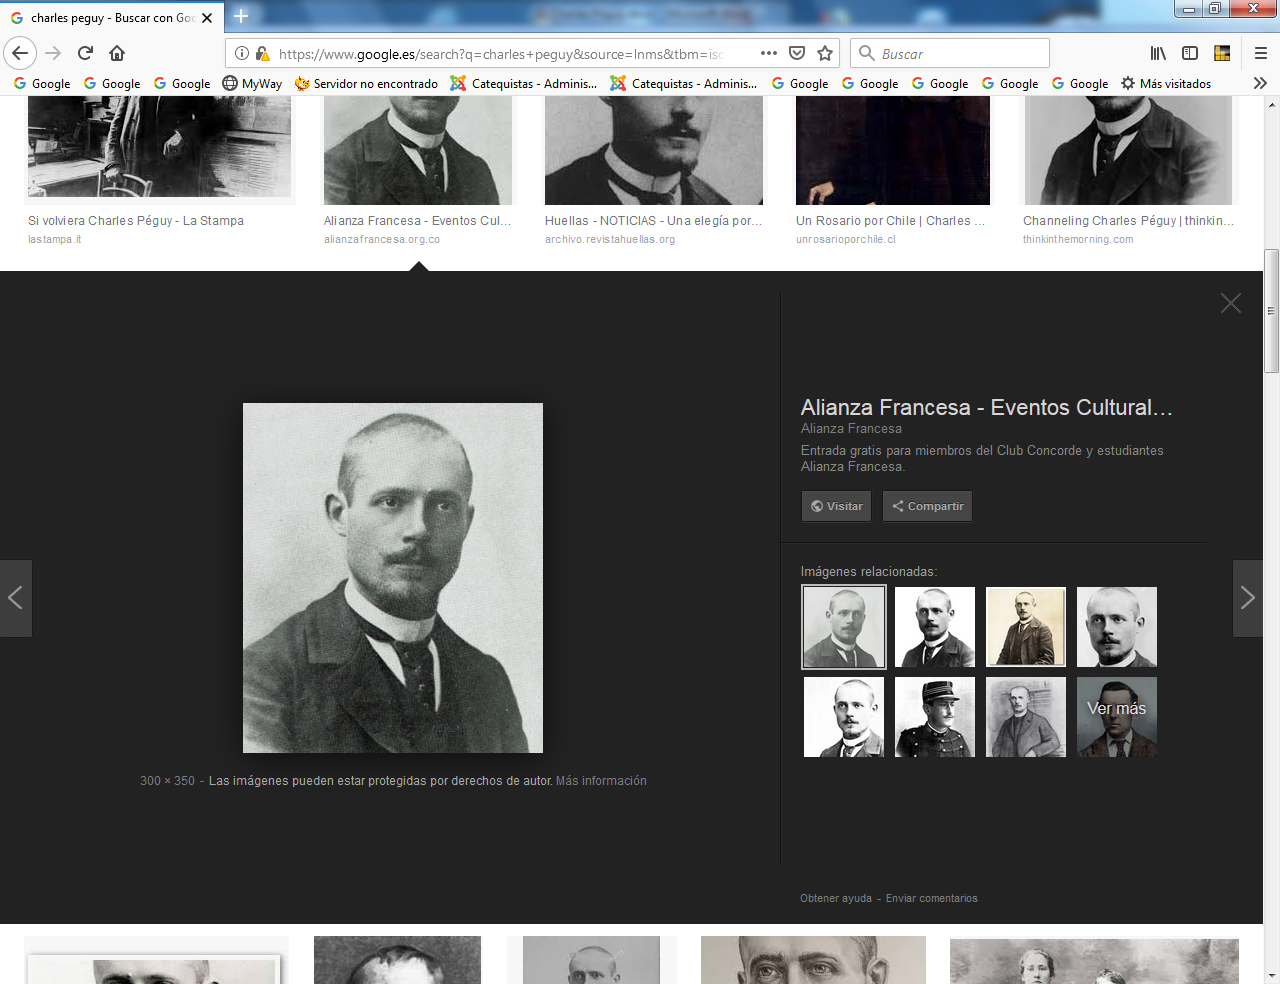 charles peguy - Buscar con Goo
https://www.google.es/search?q=charles+peguy&source=lnms&tbm=isc
Buscar
Google
Google
Google
MyWay
Servidor no encontrado
Catequistas - Adminis...
Catequistas - Adminis...
Google
Google
Google
Google
Google
Más visitados
Si volviera Charles Péguy - La Stampa
lastampa.it
Alianza Francesa - Eventos Cul...
alianzafrancesa.org.co
Huellas - NOTICIAS - Una elegía por...
archivo.revistahuellas.org
Un Rosario por Chile | Charles ...
unrosarioporchile.cl
Channeling Charles Péguy | thinkin...
thinkinthemorning.com
Alianza Francesa - Eventos Cultural...
Alianza Francesa
Entrada gratis para miembros del Club Concorde y estudiantes
Alianza Francesa.
Visitar
Compartir
Imágenes relacionadas:
Ver más
300 × 350 - Las imágenes pueden estar protegidas por derechos de autor. Más información
Obtener ayuda - Enviar comentarios